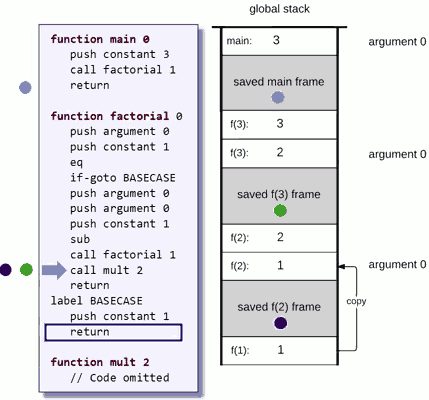 global stack
function main 0
push constant 3
call factorial 1
return
function factorial 0
push argument 0
push constant 1
eq
if-goto BASECASE
push argument 0
push argument 0
push constant 1
sub
call factorial 1
call mult 2
return
label BASECASE
push constant 1
return
function mult 2
// Code omitted
main: 3
argument 0
saved main frame
f(3): 3
f(3): 2
argument 0
saved f(3) frame
f(2): 2
f(2): 1
argument 0
copy
saved f(2) frame
f(1): 1